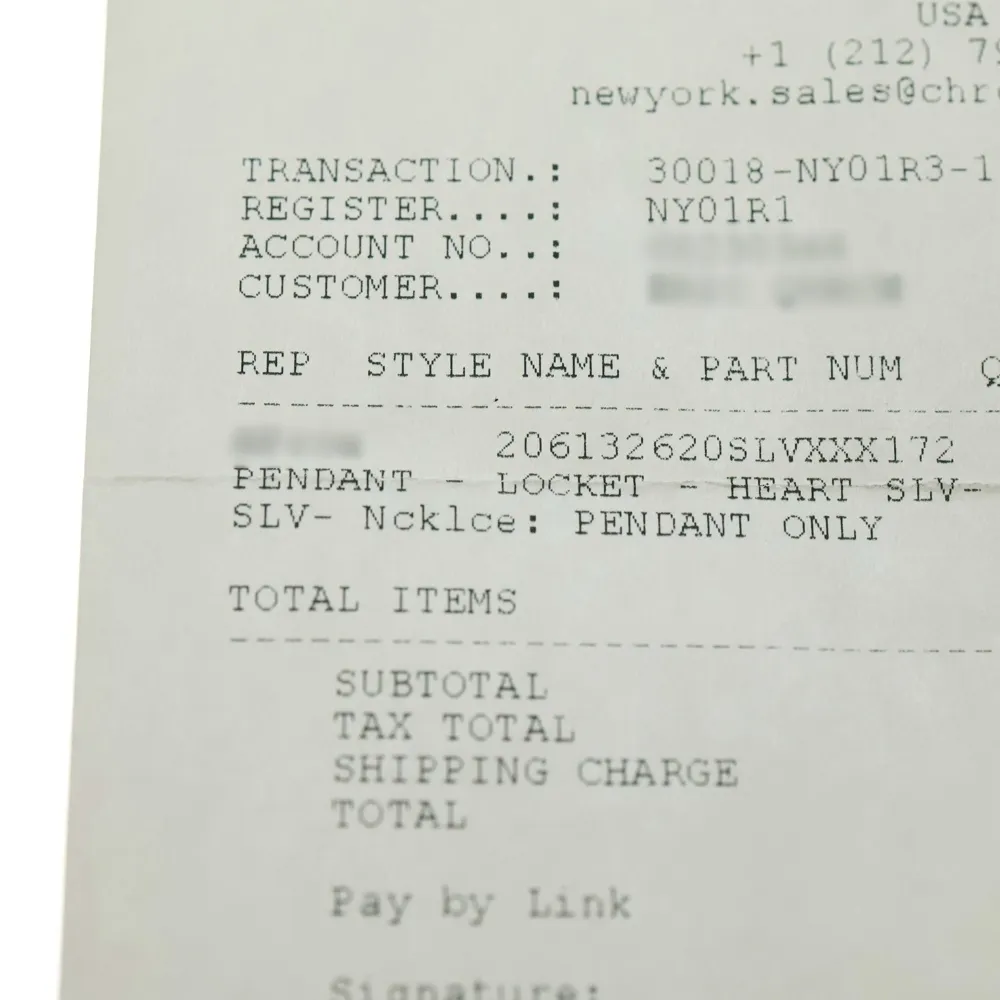 USA
+1 (212) 79
newyork.sales@chro
TRANSACTION.: 30018-NY01R3-1
REGISTER....: NY01R1
ACCOUNT NO..:
CUSTOMER....:
REP STYLE NAME & PART NUM Q
206132620SLVXXX172
PENDANT - LOCKET - HEART SLV-
SLV- Ncklce: PENDANT ONLY
TOTAL ITEMS
SUBTOTAL
TAX TOTAL
SHIPPING CHARGE
TOTAL
Pay by Link
Signature: